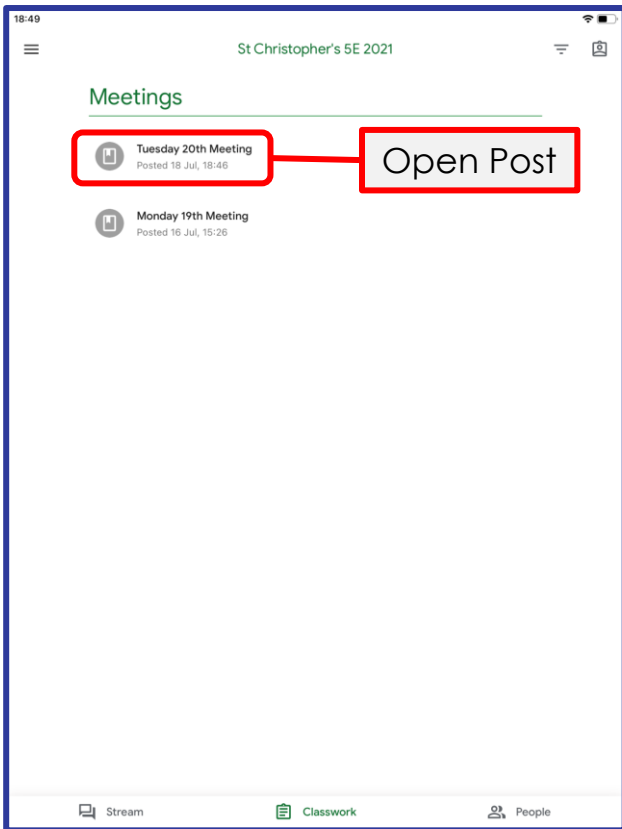 18:49
St Christopher's 5E 2021
Meetings
Tuesday 20th Meeting
Posted 18 Jul, 18:46
Open Post
Monday 19th Meeting
Posted 16 Jul, 15:26
Stream
Classwork
People